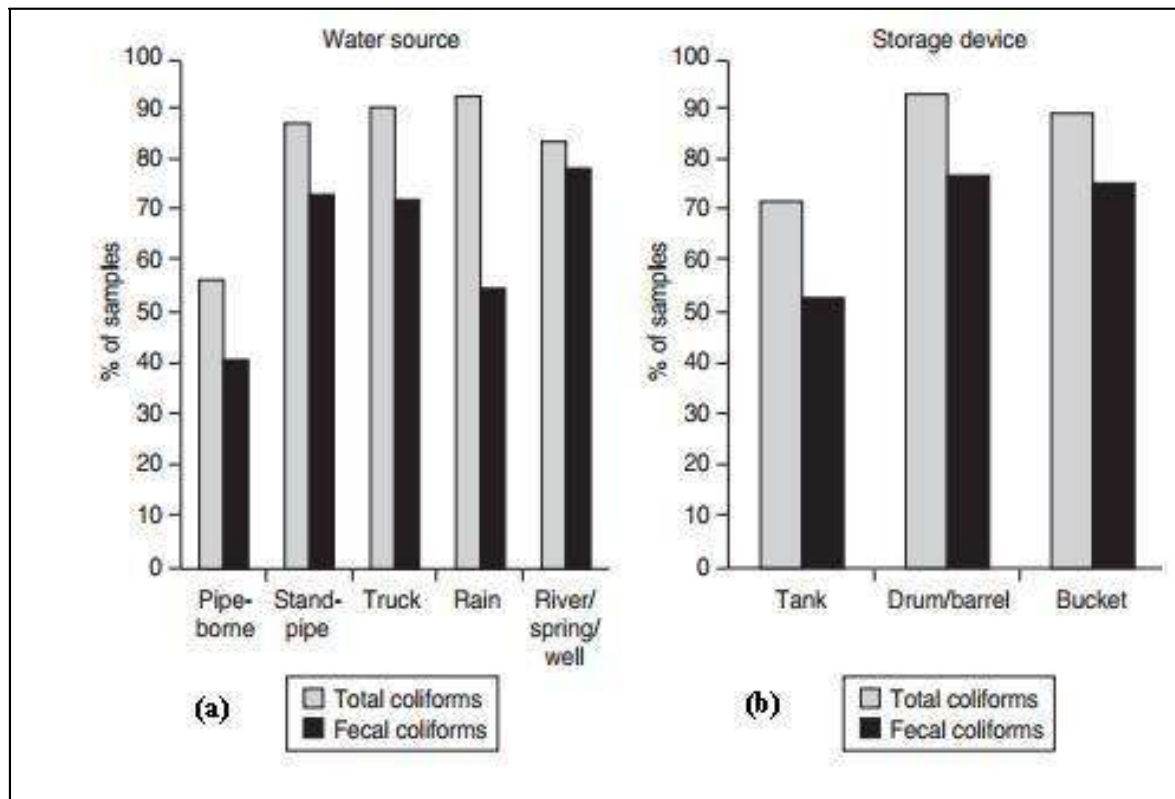 Water source
% of samples
100
90
80
70
60
50
40
30
20
10
0
Pipe-
borne
Stand-
pipe
Truck
Rain
River/
spring/
well
(a)
Total coliforms
Fecal coliforms
Storage device
% of samples
100
90
80
70
60
50
40
30
20
10
0
Tank
Drum/barrel
Bucket
(b)
Total coliforms
Fecal coliforms